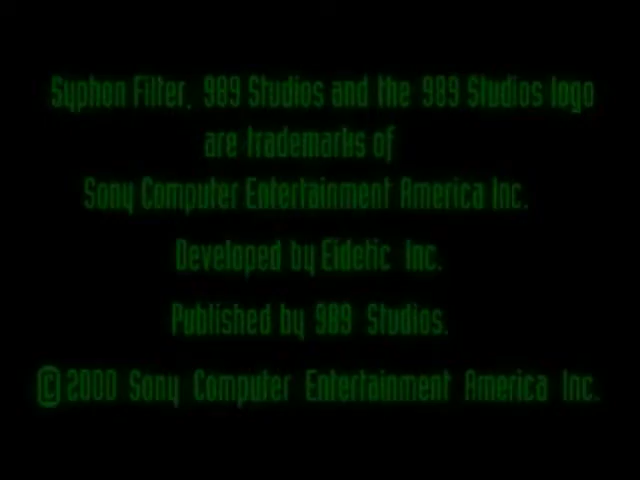 Syphon Filter, 989 Studios and the 989 Studios logo
are trademarks of
Sony Computer Entertainment America Inc.
Developed by Eidetic Inc.
Published by 989 Studios.
© 2000 Sony Computer Entertainment America Inc.